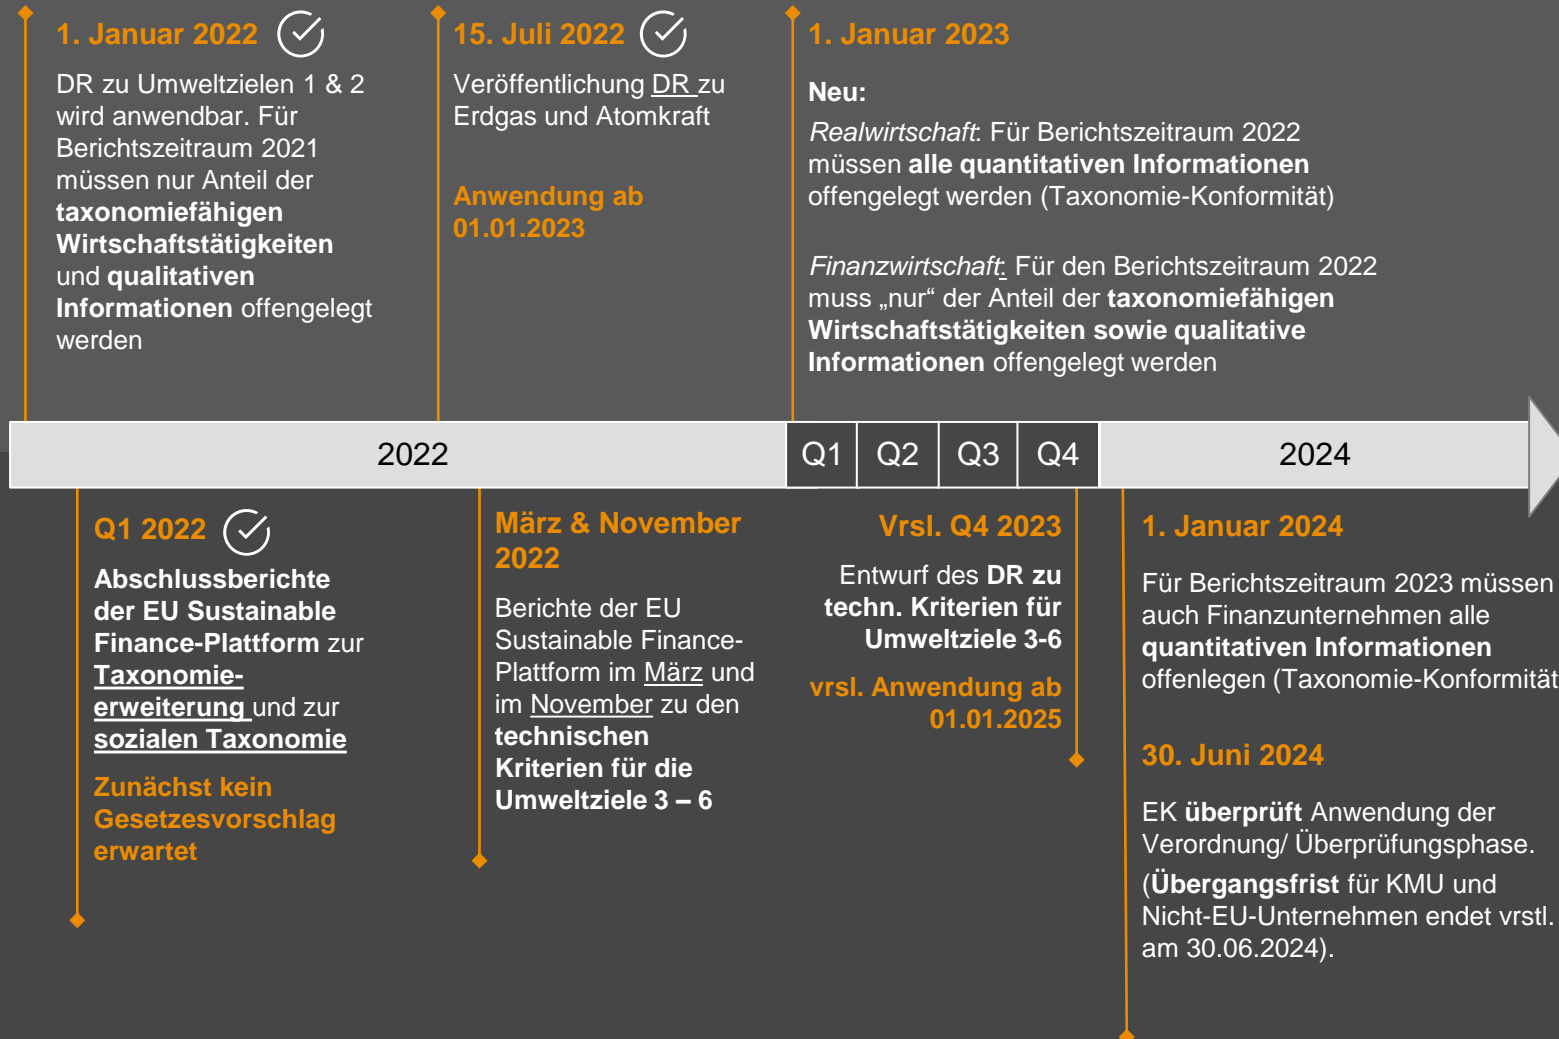 1. Januar 2022
DR zu Umweltzielen 1 & 2
wird anwendbar. Für
Berichtszeitraum 2021
müssen nur Anteil der
taxonomiefähigen
Wirtschaftstätigkeiten
und qualitativen
Informationen offengelegt
werden
15. Juli 2022
Veröffentlichung DR zu
Erdgas und Atomkraft
Anwendung ab
01.01.2023
1. Januar 2023
Neu:
Realwirtschaft: Für Berichtszeitraum 2022
müssen alle quantitativen Informationen
offengelegt werden (Taxonomie-Konformität)
Finanzwirtschaft: Für den Berichtszeitraum 2022
muss „nur“ der Anteil der taxonomiefähigen
Wirtschaftstätigkeiten sowie qualitative
Informationen offengelegt werden
2022
Q1
Q2
Q3
Q4
2024
Q1 2022
Abschlussberichte
der EU Sustainable
Finance-Plattform zur
Taxonomie-
erweiterung und zur
sozialen Taxonomie
Zunächst kein
Gesetzesvorschlag
erwartet
März & November
2022
Berichte der EU
Sustainable Finance-
Plattform im März und
im November zu den
technischen
Kriterien für die
Umweltziele 3 – 6
Vrsl. Q4 2023
Entwurf des DR zu
techn. Kriterien für
Umweltziele 3-6
vrsl. Anwendung ab
01.01.2025
1. Januar 2024
Für Berichtszeitraum 2023 müssen
auch Finanzunternehmen alle
quantitativen Informationen
offenlegen (Taxonomie-Konformität
30. Juni 2024
EK überprüft Anwendung der
Verordnung/ Überprüfungsphase.
(Übergangsfrist für KMU und
Nicht-EU-Unternehmen endet vrstl.
am 30.06.2024).